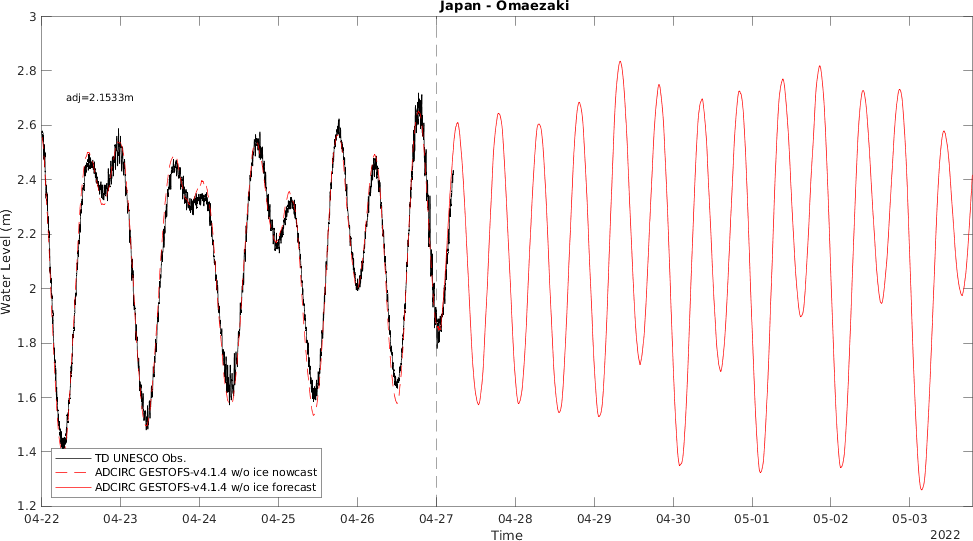 Japan - Omaezaki
3
2.8
2.6
2.4
2.2
2
1.8
1.6
1.4
1.2
Water Level (m)
adj=2.1533m
TD UNESCO Obs.
ADCIRC GESTOFS-v4.1.4 w/o ice nowcast
ADCIRC GESTOFS-v4.1.4 w/o ice forecast
04-22 04-23 04-24 04-25 04-26 04-27 04-28 04-29 04-30 05-01 05-02 05-03
Time
2022